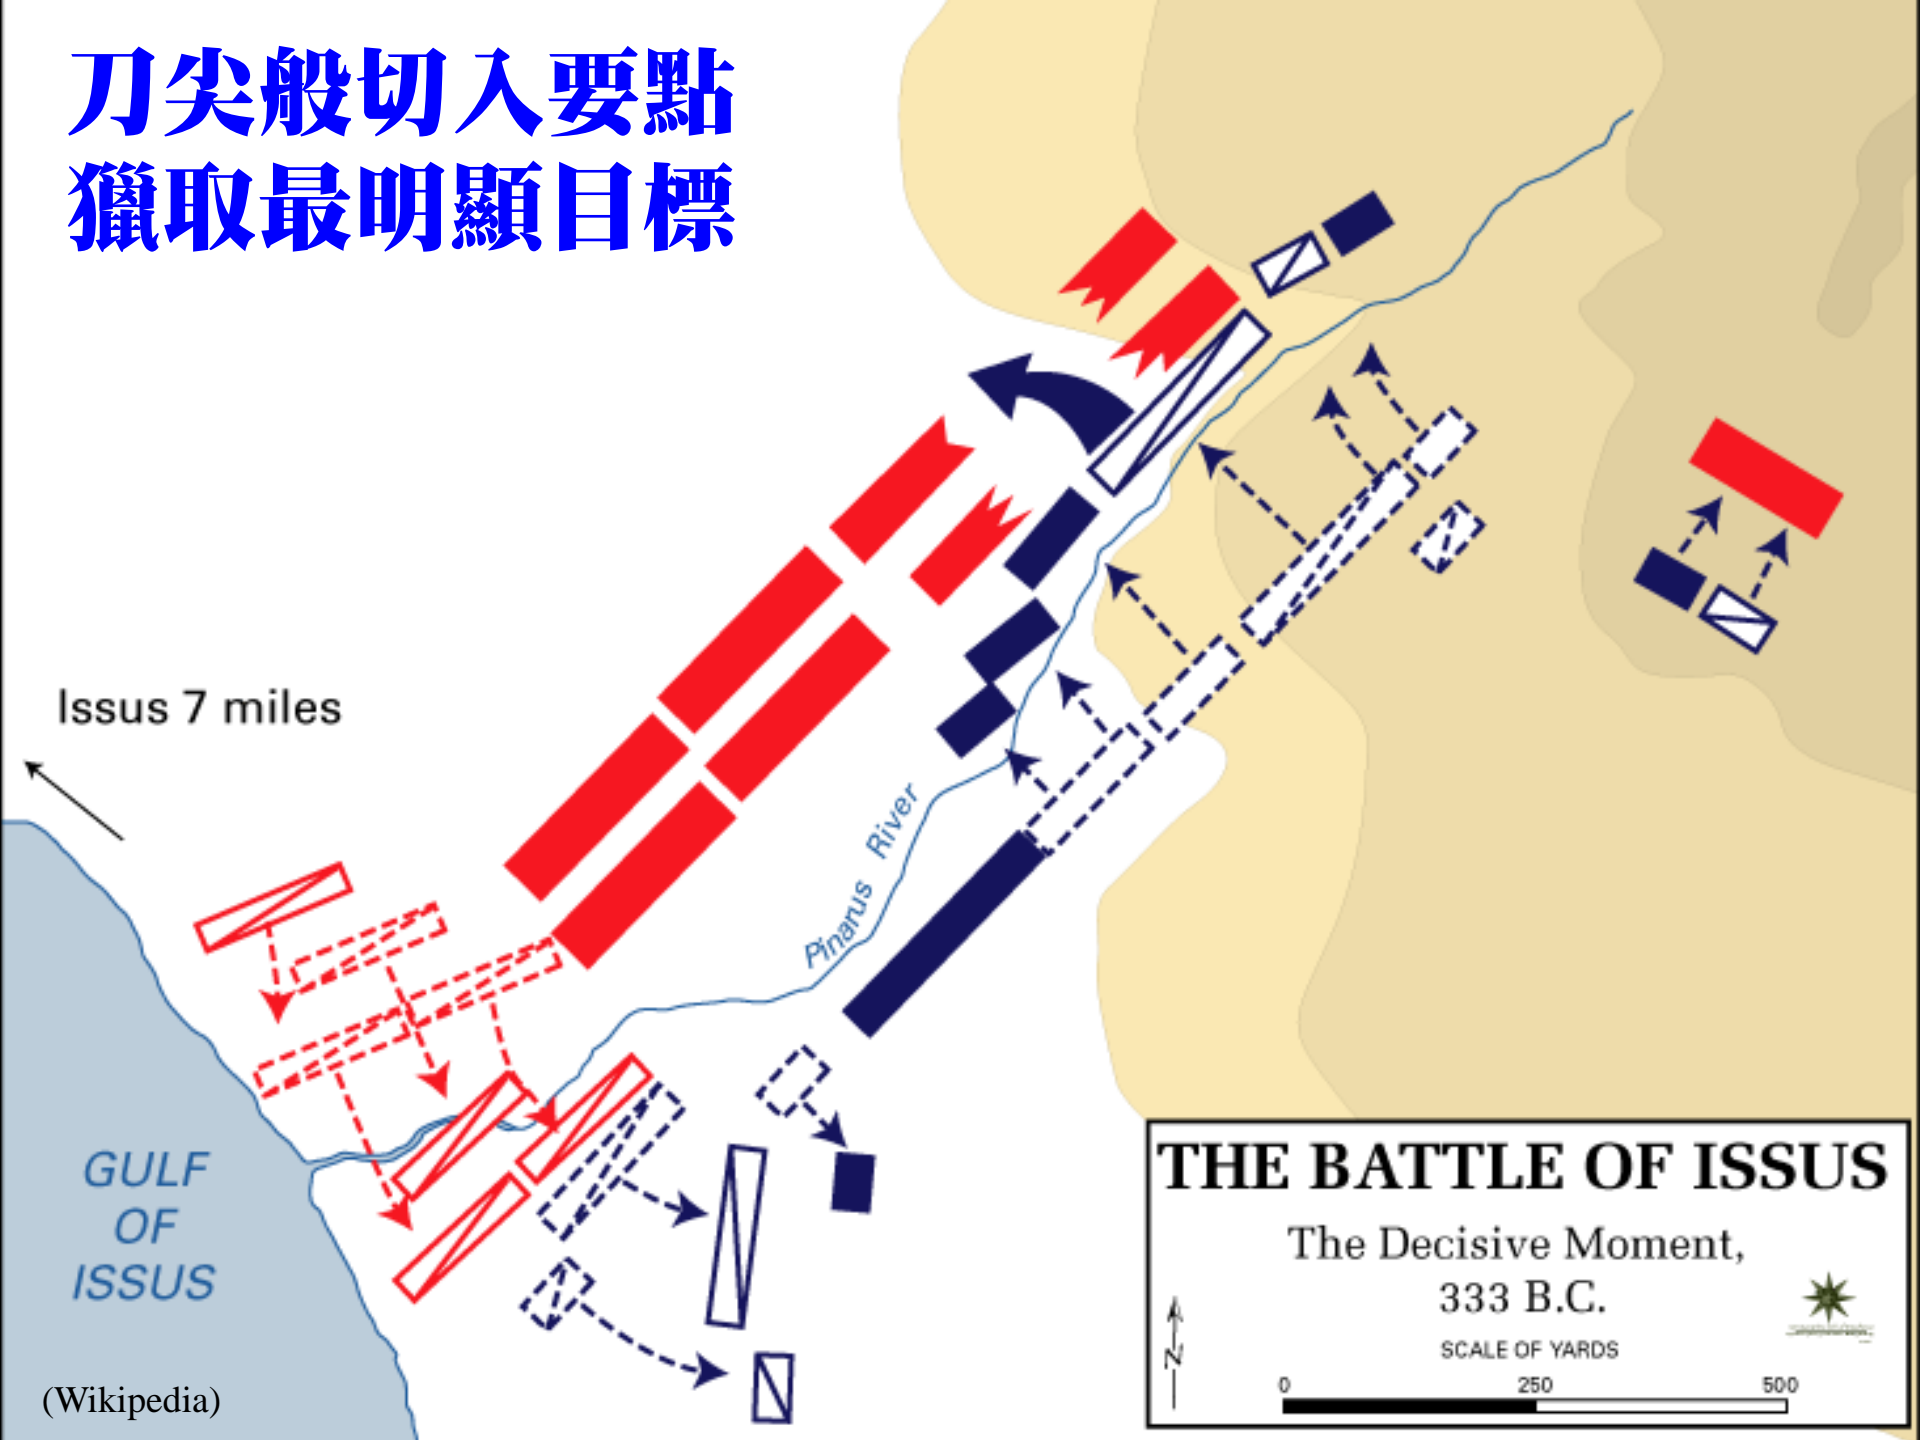 刀尖般切入要點
獵取最明顯目標
Issus 7 miles
Pinarus River
GULF
OF
ISSUS
(Wikipedia)
THE BATTLE OF ISSUS
The Decisive Moment,
333 B.C.
SCALE OF YARDS
0 250 500
N